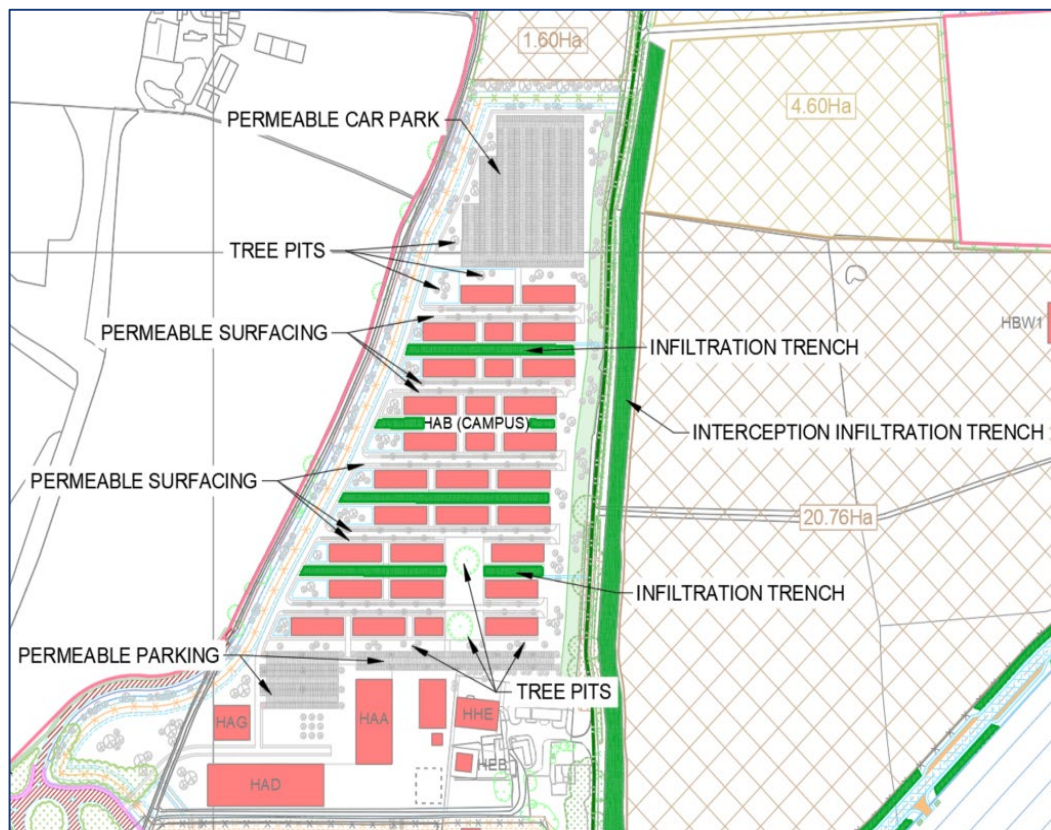 1.60Ha
4.60Ha
PERMEABLE CAR PARK
TREE PITS
PERMEABLE SURFACING
HBW1
INFILTRATION TRENCH
HAB (CAMPUS)
INTERCEPTION INFILTRATION TRENCH
PERMEABLE SURFACING
20.76Ha
INFILTRATION TRENCH
PERMEABLE PARKING
TREE PITS
HAG
HAA
HHE
HEB
HAD